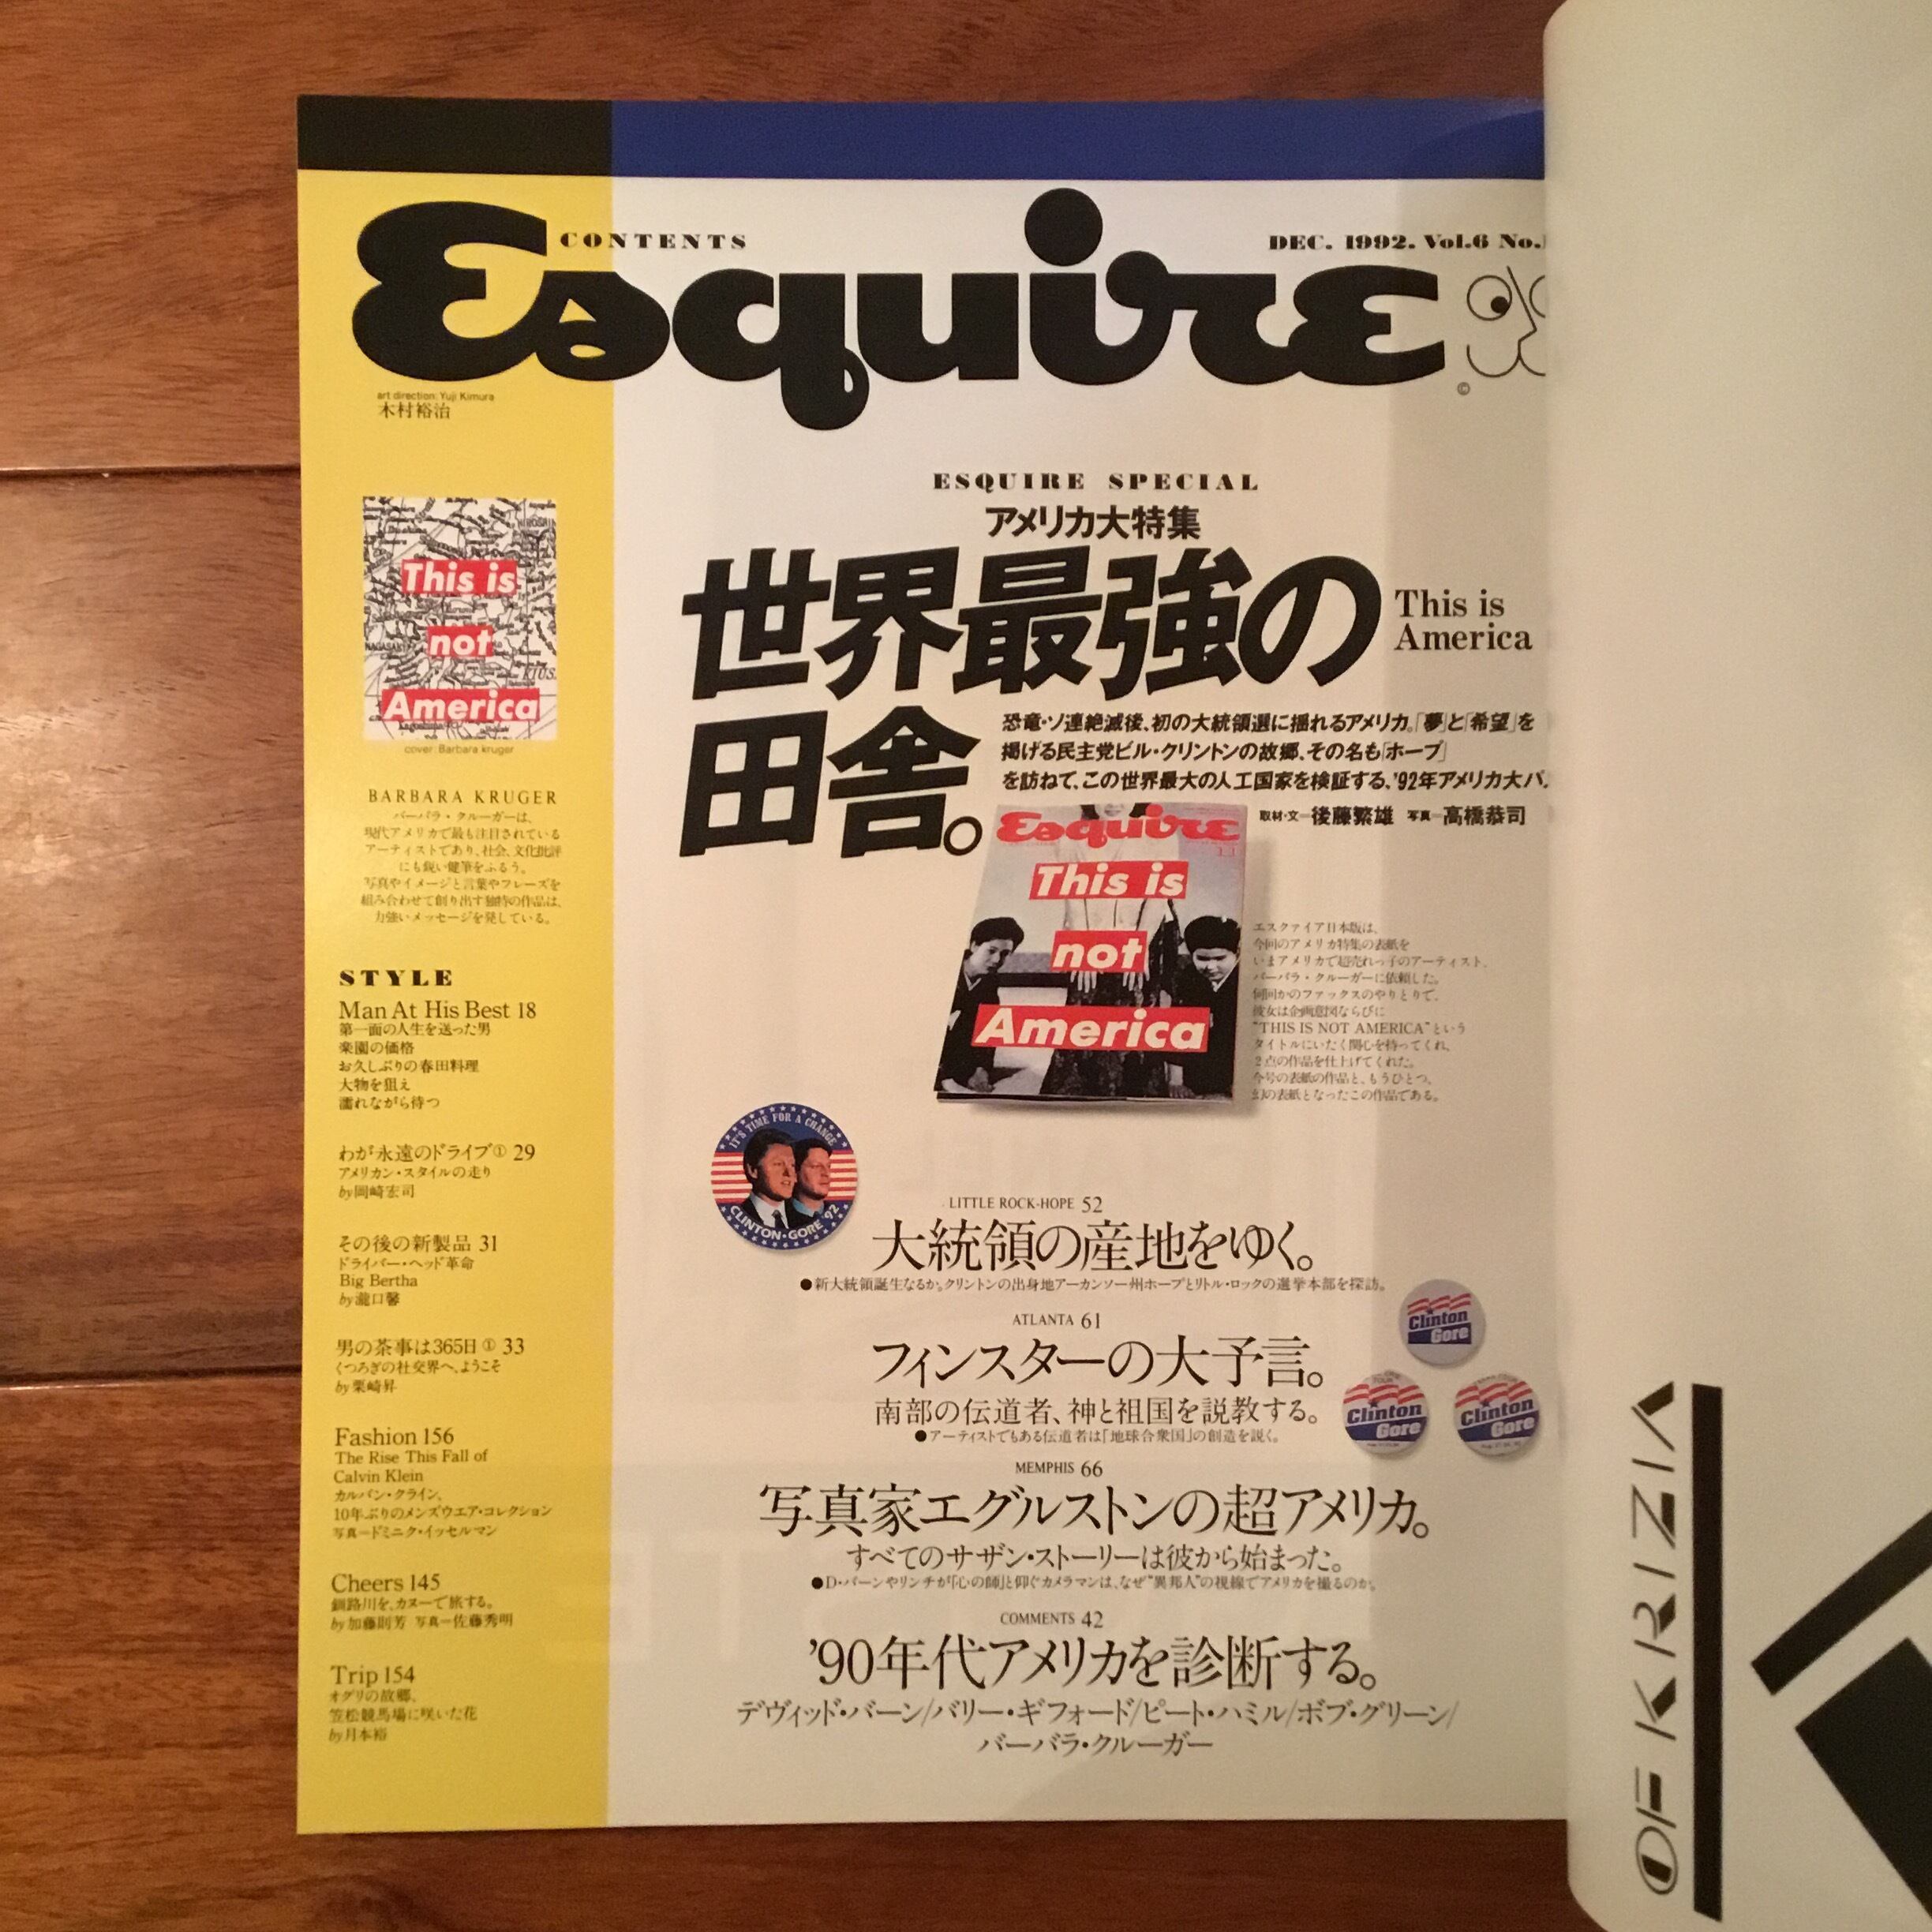 CONTENTS
DEC. 1992. Vol.6 No.
Esquire
©
art direction: Yuji Kimura
木村裕治
This is
not
America
HIROSHI
NAGASAKI
KIUS
cover: Barbara kruger
BARBARA KRUGER
バーバラ・クルーガーは、
現代アメリカで最も注目されている
アーティストであり、社会、文化批評
にも鋭い健筆をふるう。
写真やイメージと言葉やフレーズを
組み合わせて創り出す独特の作品は、
力強いメッセージを発している。
STYLE
Man At His Best 18
第一面の人生を送った男
楽園の価格
お久しぶりの春田料理
大物を狙え
濡れながら待つ
わが永遠のドライブ① 29
アメリカン・スタイルの走り
by岡崎宏司
その後の新製品 31
ドライバー・ヘッド革命
Big Bertha
by瀧口馨
男の茶事は365日① 33
くつろぎの社交界へ、ようこそ
by栗崎昇
Fashion 156
The Rise This Fall of
Calvin Klein
カルバン・クライン、
10年ぶりのメンズウエア・コレクション
写真=ドミニク・イッセルマン
Cheers 145
釧路川を、カヌーで旅する。
by加藤則芳 写真=佐藤秀明
Trip 154
オグリの故郷、
笠松競馬場に咲いた花
by月本裕
ESQUIRE SPECIAL
アメリカ大特集
世界最強の
田舎。
This is
America
恐竜・ソ連絶滅後、初の大統領選に揺れるアメリカ。「夢」と「希望」を
掲げる民主党ビル・クリントンの故郷、その名も「ホープ」
を訪ねて、この世界最大の人工国家を検証する、'92年アメリカ大パ
取材・文=後藤繁雄 写真=高橋恭司
Esquire
This is
not
America
エスクァイア日本版は、
今回のアメリカ特集の表紙を
いまアメリカで超売れっ子のアーティスト、
バーバラ・クルーガーに依頼した。
何回かのファックスのやりとりで、
彼女は企画意図ならびに
“THIS IS NOT AMERICA”という
タイトルにいたく関心を持ってくれ、
2点の作品を仕上げてくれた。
今号の表紙の作品と、もうひとつ、
幻の表紙となったこの作品である。
IT'S TIME FOR A CHANGE
CLINTON・GORE 92
LITTLE ROCK-HOPE 52
大統領の産地をゆく。
●新大統領誕生なるか。クリントンの出身地アーカンソー州ホープとリトル・ロックの選挙本部を探訪。
ATLANTA 61
フィンスターの大予言。
南部の伝道者、神と祖国を説教する。
●アーティストでもある伝道者は「地球合衆国」の創造を説く。
Clinton
Gore
Clinton
Gore
Clinton
Gore
MEMPHIS 66
写真家エグルストンの超アメリカ。
すべてのサザン・ストーリーは彼から始まった。
●D・バーンやリンチが「心の師」と仰ぐカメラマンは、なぜ“異邦人”の視線でアメリカを撮るのか。
COMMENTS 42
'90年代アメリカを診断する。
デヴィッド・バーン/バリー・ギフォード/ピート・ハミル/ボブ・グリーン/
バーバラ・クルーガー
OF KRIZIA